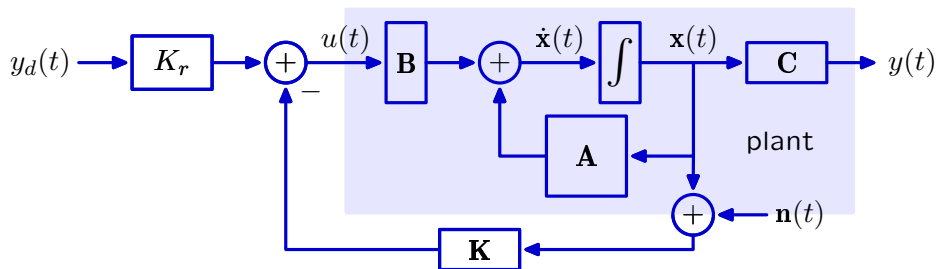 y_d(t) K_r + u(t) B + ẋ(t) ∫ x(t) C y(t)
−
A plant
+ n(t)
K